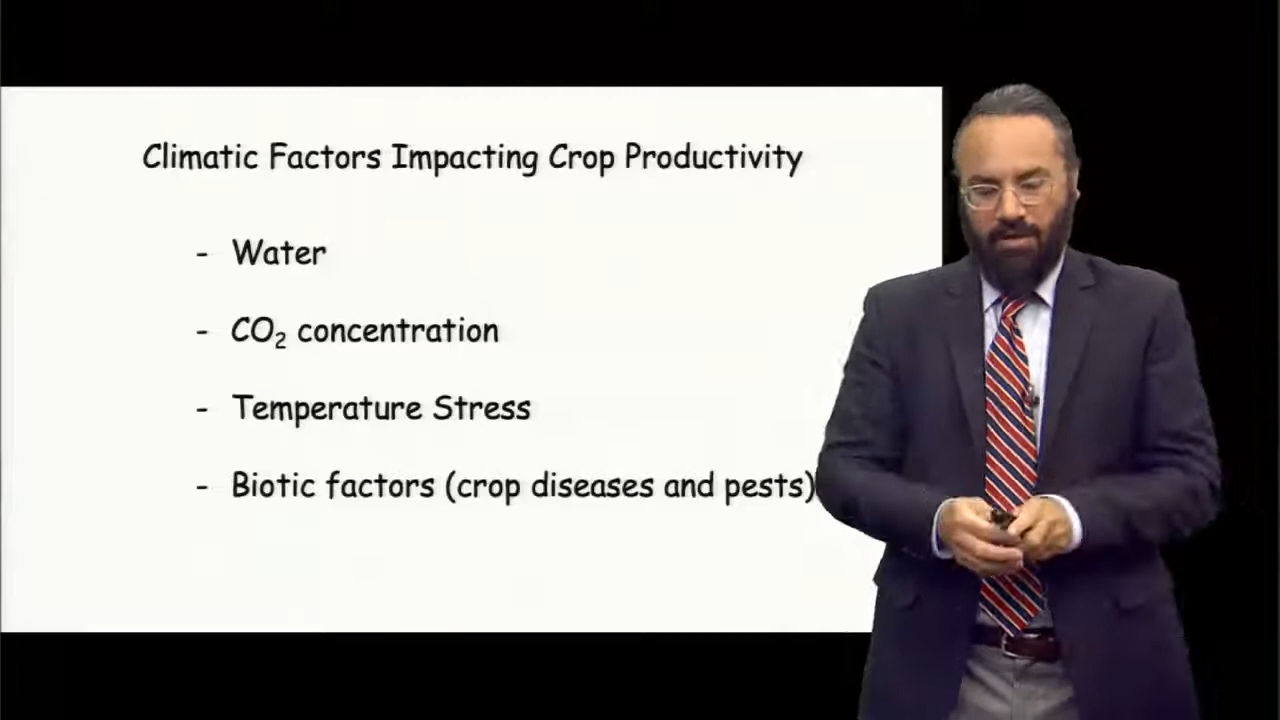 Climatic Factors Impacting Crop Productivity
- Water
- CO₂ concentration
- Temperature Stress
- Biotic factors (crop diseases and pests)